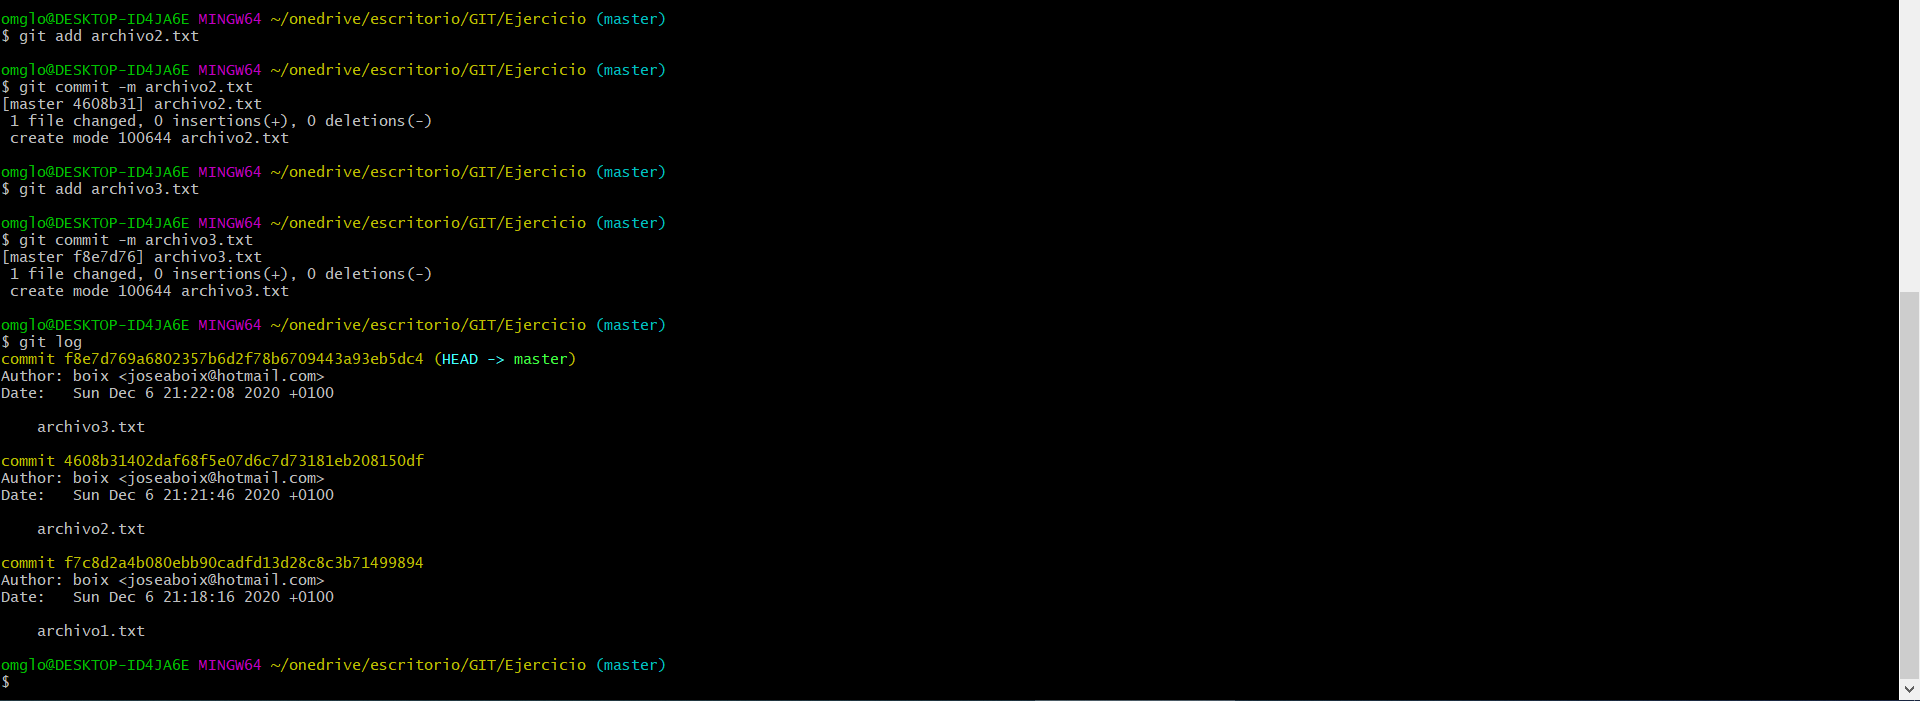 omglo@DESKTOP-ID4JA6E MINGW64 ~/onedrive/escritorio/GIT/Ejercicio (master)
$ git add archivo2.txt
omglo@DESKTOP-ID4JA6E MINGW64 ~/onedrive/escritorio/GIT/Ejercicio (master)
$ git commit -m archivo2.txt
[master 4608b31] archivo2.txt
 1 file changed, 0 insertions(+), 0 deletions(-)
 create mode 100644 archivo2.txt
omglo@DESKTOP-ID4JA6E MINGW64 ~/onedrive/escritorio/GIT/Ejercicio (master)
$ git add archivo3.txt
omglo@DESKTOP-ID4JA6E MINGW64 ~/onedrive/escritorio/GIT/Ejercicio (master)
$ git commit -m archivo3.txt
[master f8e7d76] archivo3.txt
 1 file changed, 0 insertions(+), 0 deletions(-)
 create mode 100644 archivo3.txt
omglo@DESKTOP-ID4JA6E MINGW64 ~/onedrive/escritorio/GIT/Ejercicio (master)
$ git log
commit f8e7d769a6802357b6d2f78b6709443a93eb5dc4 (HEAD -> master)
Author: boix <joseaboix@hotmail.com>
Date:   Sun Dec 6 21:22:08 2020 +0100
    archivo3.txt
commit 4608b31402daf68f5e07d6c7d73181eb208150df
Author: boix <joseaboix@hotmail.com>
Date:   Sun Dec 6 21:21:46 2020 +0100
    archivo2.txt
commit f7c8d2a4b080ebb90cadfd13d28c8c3b71499894
Author: boix <joseaboix@hotmail.com>
Date:   Sun Dec 6 21:18:16 2020 +0100
    archivo1.txt
omglo@DESKTOP-ID4JA6E MINGW64 ~/onedrive/escritorio/GIT/Ejercicio (master)
$